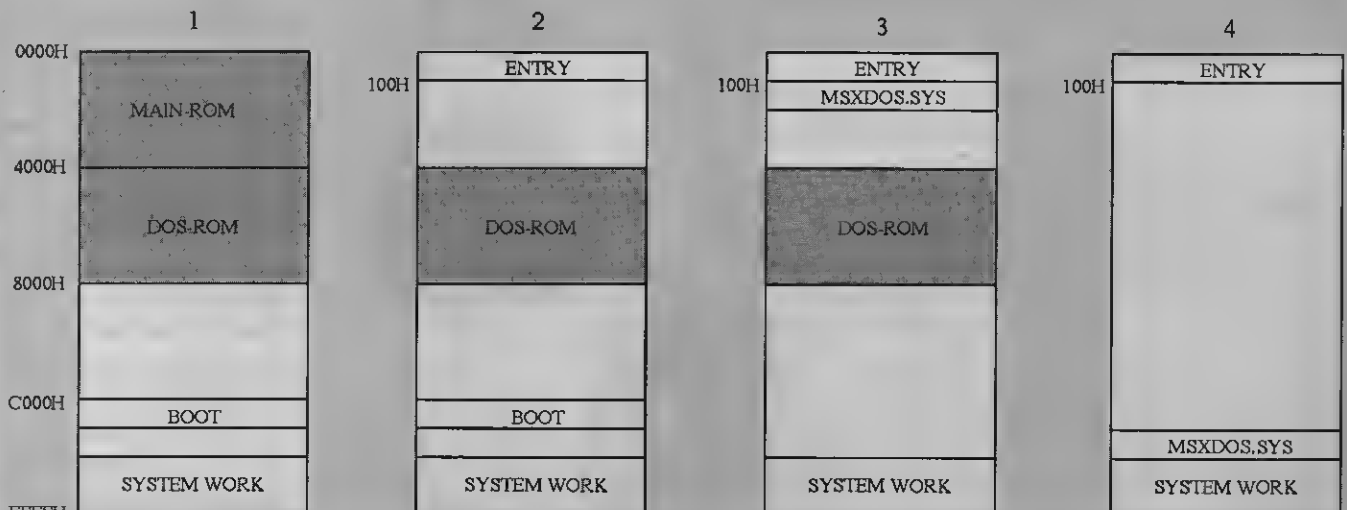 1 2 3 4
0000H
ENTRY ENTRY ENTRY
100H 100H 100H
MAIN-ROM MSXDOS.SYS
4000H
DOS-ROM DOS-ROM DOS-ROM
8000H
C000H
BOOT BOOT
MSXDOS.SYS
SYSTEM WORK SYSTEM WORK SYSTEM WORK SYSTEM WORK